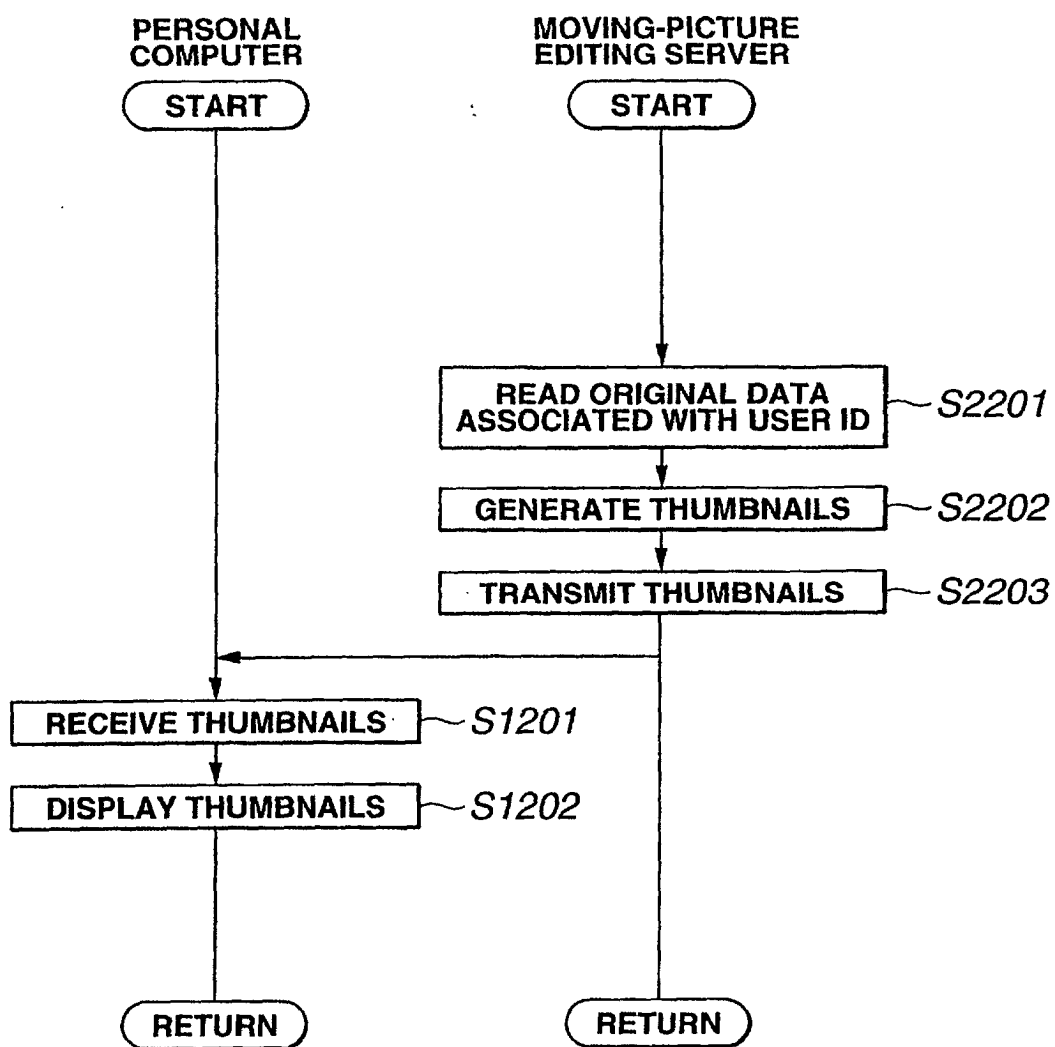 PERSONAL
COMPUTER
MOVING-PICTURE
EDITING SERVER
START
START
READ ORIGINAL DATA
ASSOCIATED WITH USER ID
S2201
GENERATE THUMBNAILS
S2202
TRANSMIT THUMBNAILS
S2203
RECEIVE THUMBNAILS
S1201
DISPLAY THUMBNAILS
S1202
RETURN
RETURN